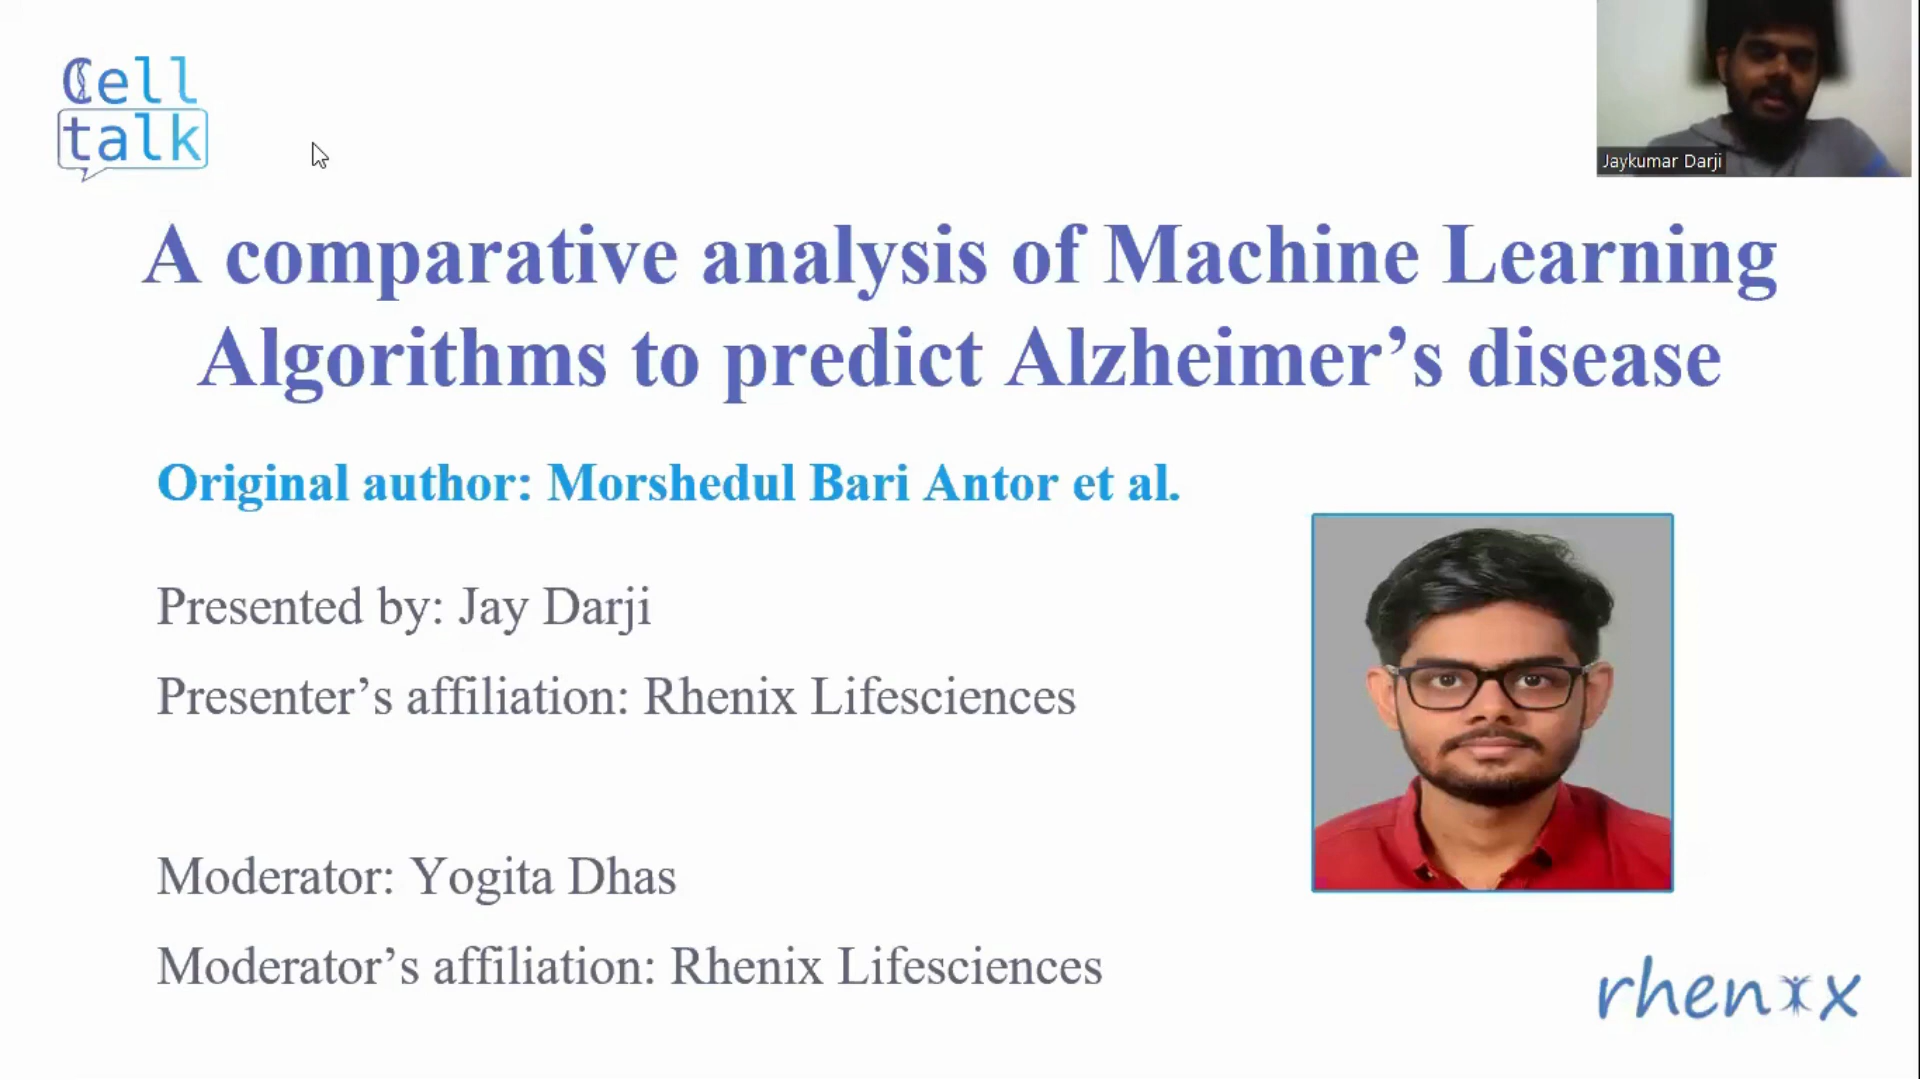 Cell
talk
Jaykumar Darji
A comparative analysis of Machine Learning
Algorithms to predict Alzheimer’s disease
Original author: Morshedul Bari Antor et al.
Presented by: Jay Darji
Presenter’s affiliation: Rhenix Lifesciences
Moderator: Yogita Dhas
Moderator’s affiliation: Rhenix Lifesciences
rhenix